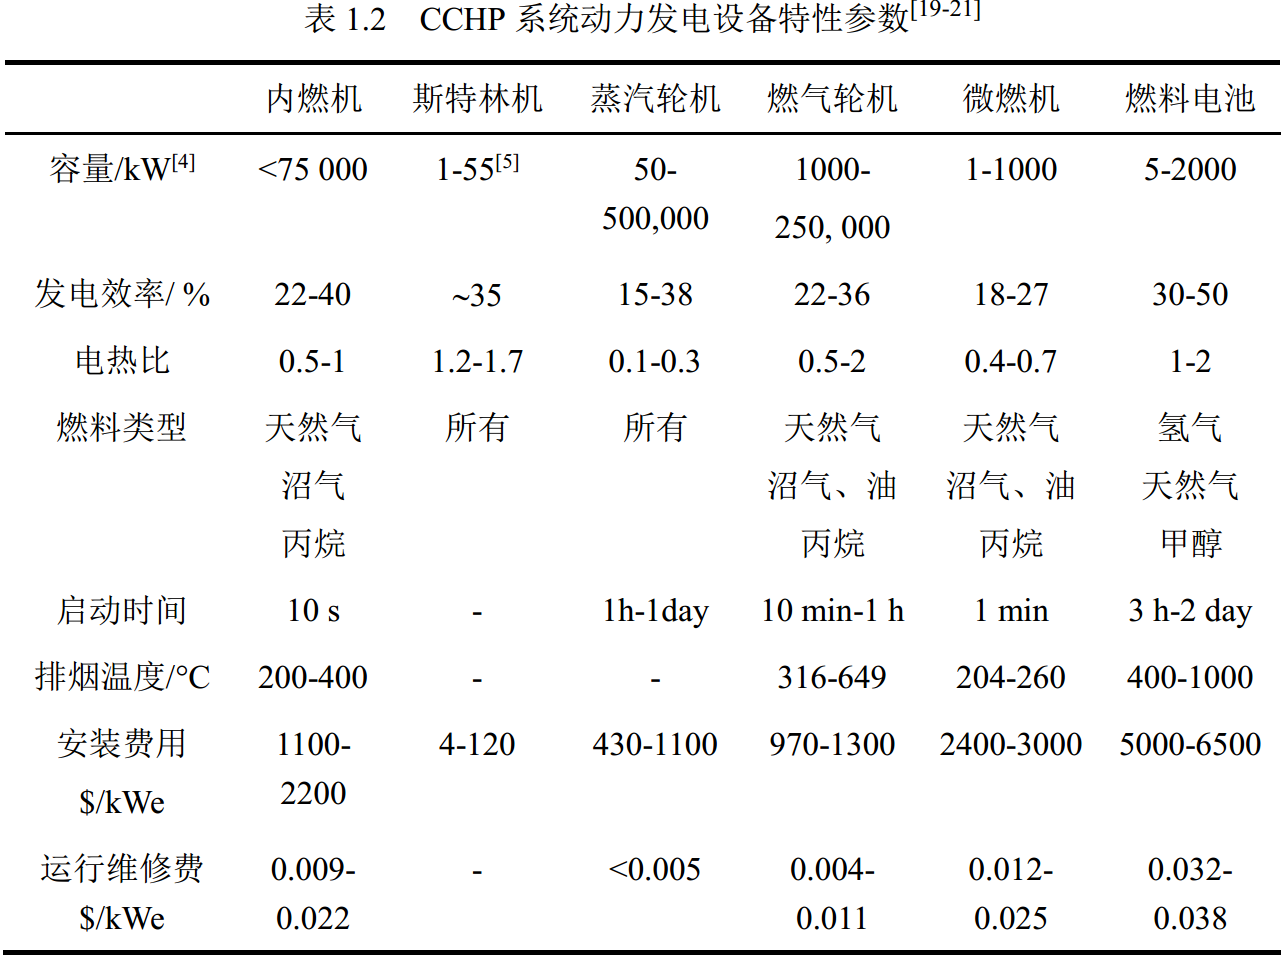 表 1.2 CCHP 系统动力发电设备特性参数[19-21]
内燃机 斯特林机 蒸汽轮机 燃气轮机 微燃机 燃料电池
容量/kW[4] <75 000 1-55[5] 50- 1000- 1-1000 5-2000
500,000 250, 000
发电效率/ % 22-40 ~35 15-38 22-36 18-27 30-50
电热比 0.5-1 1.2-1.7 0.1-0.3 0.5-2 0.4-0.7 1-2
燃料类型 天然气 所有 所有 天然气 天然气 氢气
沼气 沼气、油 沼气、油 天然气
丙烷 丙烷 丙烷 甲醇
启动时间 10 s - 1h-1day 10 min-1 h 1 min 3 h-2 day
排烟温度/°C 200-400 - - 316-649 204-260 400-1000
安装费用 1100- 4-120 430-1100 970-1300 2400-3000 5000-6500
$/kWe 2200
运行维修费 0.009- - <0.005 0.004- 0.012- 0.032-
$/kWe 0.022 0.011 0.025 0.038